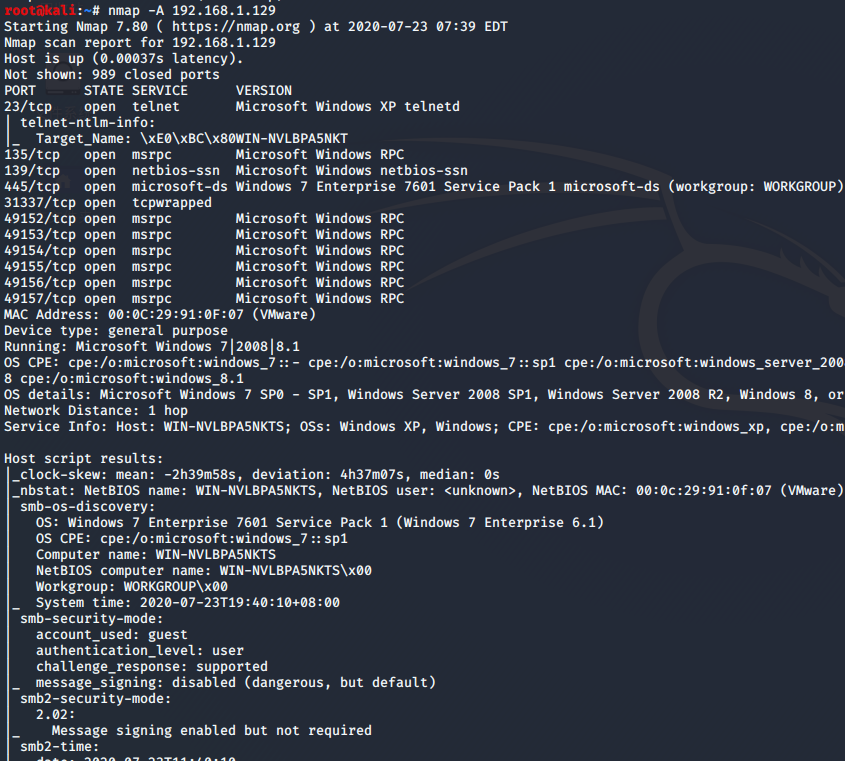 root@kali:~# nmap -A 192.168.1.129
Starting Nmap 7.80 ( https://nmap.org ) at 2020-07-23 07:39 EDT
Nmap scan report for 192.168.1.129
Host is up (0.00037s latency).
Not shown: 989 closed ports
PORT      STATE SERVICE      VERSION
23/tcp    open  telnet       Microsoft Windows XP telnetd
| telnet-ntlm-info:
|_  Target_Name: \xE0\xBC\x80WIN-NVLBPA5NKT
135/tcp   open  msrpc        Microsoft Windows RPC
139/tcp   open  netbios-ssn  Microsoft Windows netbios-ssn
445/tcp   open  microsoft-ds Windows 7 Enterprise 7601 Service Pack 1 microsoft-ds (workgroup: WORKGROUP)
31337/tcp open  tcpwrapped
49152/tcp open  msrpc        Microsoft Windows RPC
49153/tcp open  msrpc        Microsoft Windows RPC
49154/tcp open  msrpc        Microsoft Windows RPC
49155/tcp open  msrpc        Microsoft Windows RPC
49156/tcp open  msrpc        Microsoft Windows RPC
49157/tcp open  msrpc        Microsoft Windows RPC
MAC Address: 00:0C:29:91:0F:07 (VMware)
Device type: general purpose
Running: Microsoft Windows 7|2008|8.1
OS CPE: cpe:/o:microsoft:windows_7::- cpe:/o:microsoft:windows_7::sp1 cpe:/o:microsoft:windows_server_200
8 cpe:/o:microsoft:windows_8.1
OS details: Microsoft Windows 7 SP0 - SP1, Windows Server 2008 SP1, Windows Server 2008 R2, Windows 8, or
Network Distance: 1 hop
Service Info: Host: WIN-NVLBPA5NKTS; OSs: Windows XP, Windows; CPE: cpe:/o:microsoft:windows_xp, cpe:/o:m
Host script results:
|_clock-skew: mean: -2h39m58s, deviation: 4h37m07s, median: 0s
|_nbstat: NetBIOS name: WIN-NVLBPA5NKTS, NetBIOS user: <unknown>, NetBIOS MAC: 00:0c:29:91:0f:07 (VMware)
| smb-os-discovery:
|   OS: Windows 7 Enterprise 7601 Service Pack 1 (Windows 7 Enterprise 6.1)
|   OS CPE: cpe:/o:microsoft:windows_7::sp1
|   Computer name: WIN-NVLBPA5NKTS
|   NetBIOS computer name: WIN-NVLBPA5NKTS\x00
|   Workgroup: WORKGROUP\x00
|_  System time: 2020-07-23T19:40:10+08:00
| smb-security-mode:
|   account_used: guest
|   authentication_level: user
|   challenge_response: supported
|_  message_signing: disabled (dangerous, but default)
| smb2-security-mode:
|   2.02:
|_    Message signing enabled but not required
| smb2-time:
|   date: 2020-07-23T11:40:10